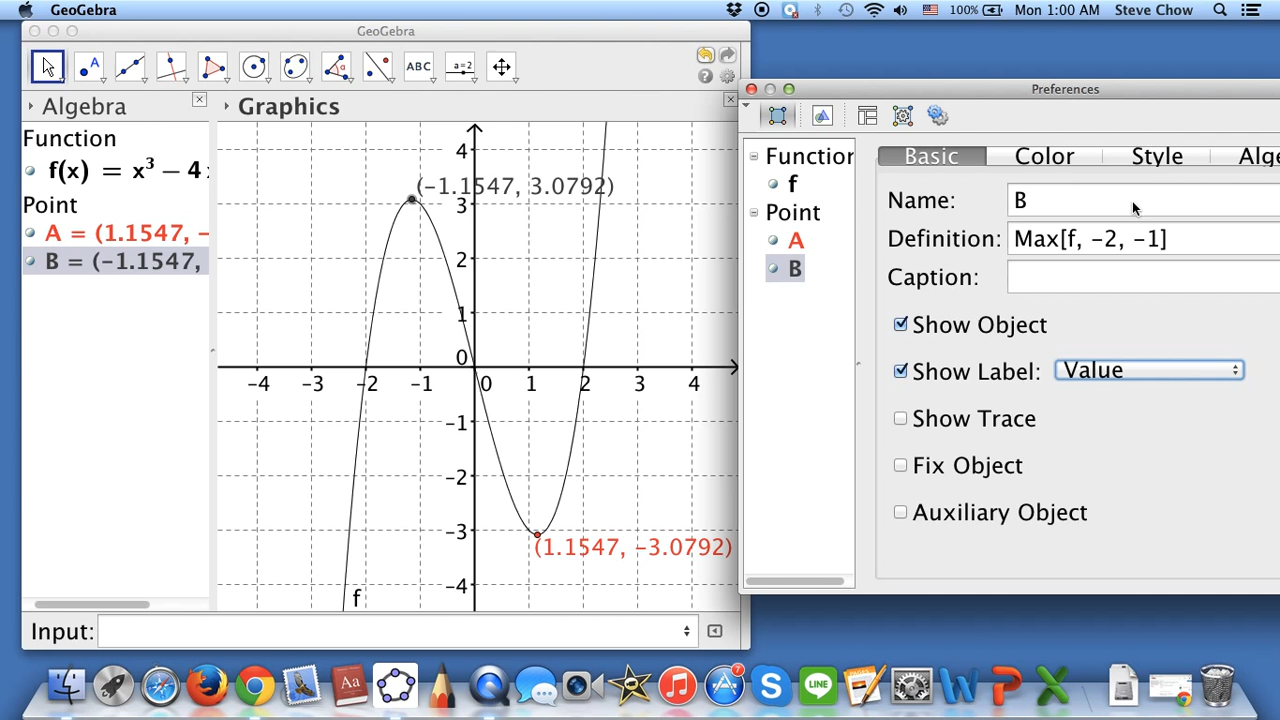 GeoGebra
100%
Mon 1:00 AM
Steve Chow
GeoGebra
ABC
a=2
Algebra
Function
f(x) = x³ − 4
Point
A = (1.1547, −
B = (−1.1547,
Graphics
4
3
2
1
0
−1
−2
−3
−4
−4 −3 −2 −1 0 1 2 3 4
(−1.1547, 3.0792)
(1.1547, −3.0792)
f
Input:
Preferences
Function
f
Point
A
B
Basic
Color
Style
Alge
Name: B
Definition: Max[f, −2, −1]
Caption:
Show Object
Show Label: Value
Show Trace
Fix Object
Auxiliary Object
Aa
7
S
LINE
W
P
X